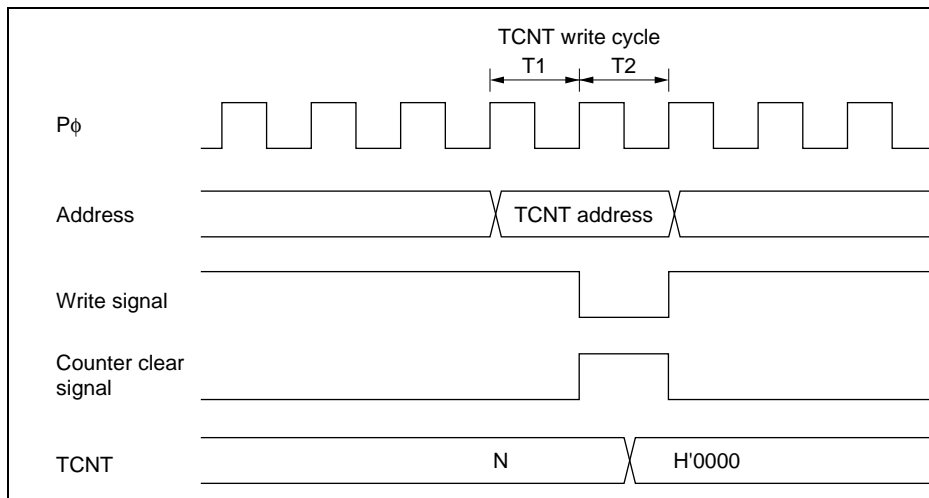 TCNT write cycle
T1 T2
Pϕ
Address TCNT address
Write signal
Counter clear
signal
TCNT N H'0000